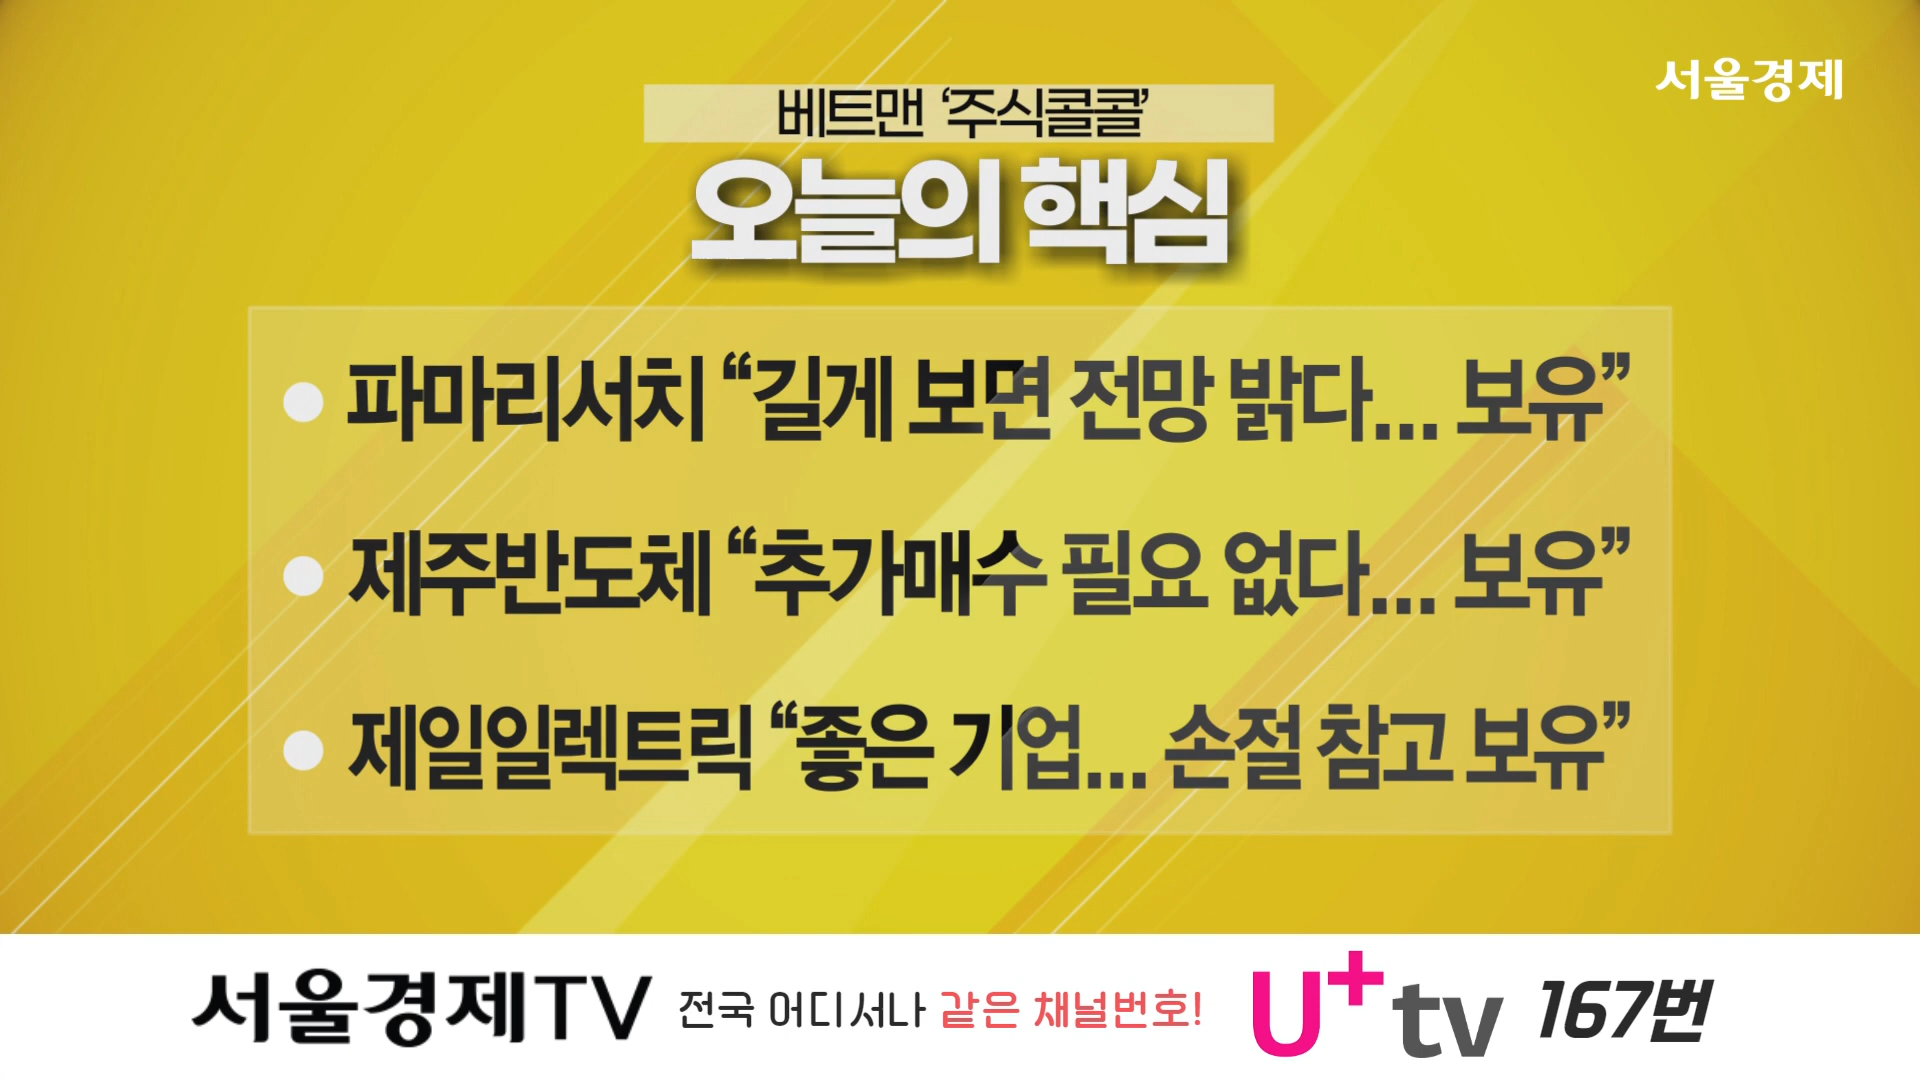 서울경제
베트맨 ‘주식콜콜’
오늘의 핵심
파마리서치 “길게 보면 전망 밝다... 보유”
제주반도체 “추가매수 필요 없다... 보유”
제일일렉트릭 “좋은 기업... 손절 참고 보유”
서울경제TV 전국 어디서나 같은 채널번호! U+tv 167번